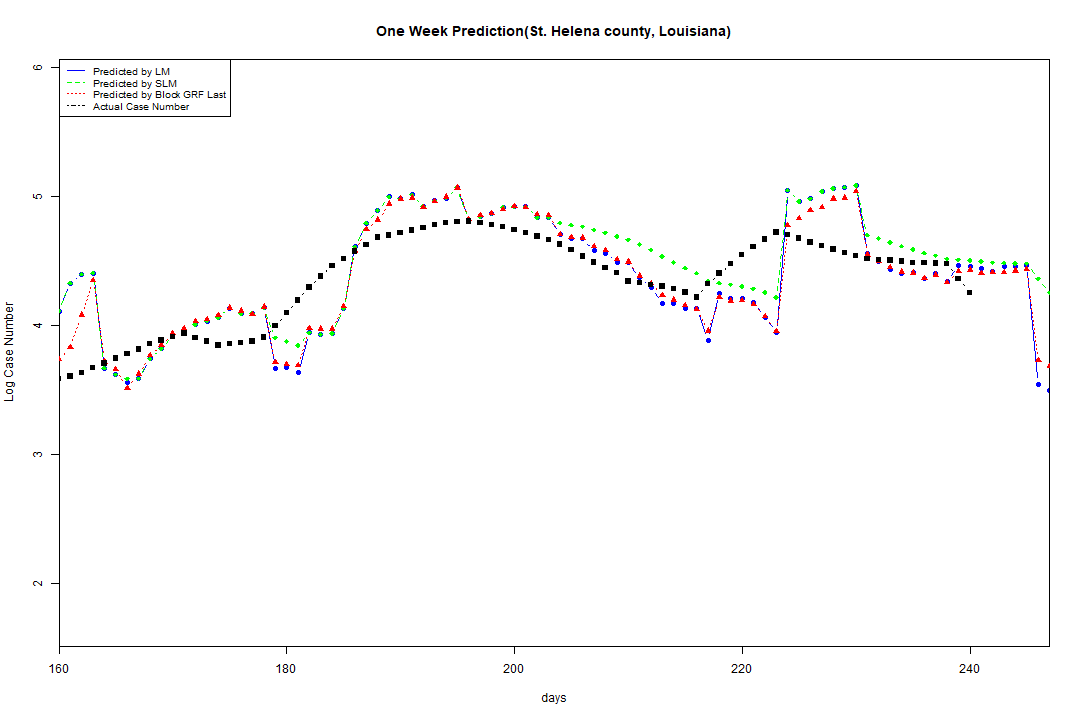 One Week Prediction(St. Helena county, Louisiana)
Predicted by LM
Predicted by SLM
Predicted by Block GRF Last
Actual Case Number
6
5
4
3
2
Log Case Number
160 180 200 220 240
days